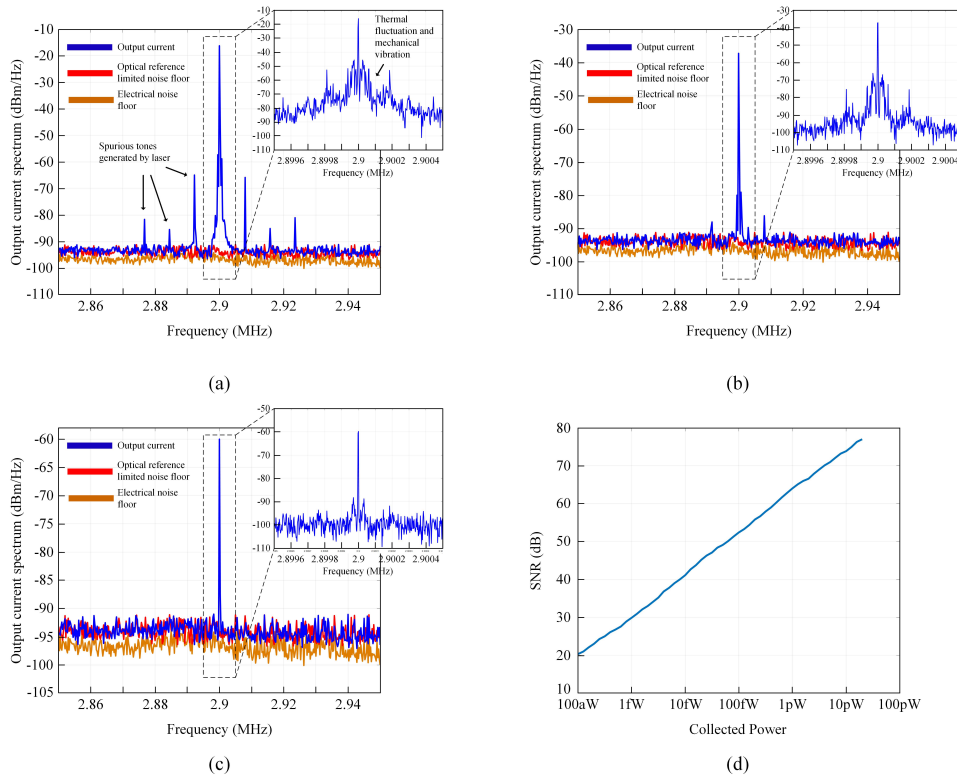 -10
-20
-30
-40
-50
-60
-70
-80
-90
-100
-110
Output current spectrum (dBm/Hz)
Output current
Optical reference
limited noise floor
Electrical noise
floor
Spurious tones
generated by laser
2.86
2.88
2.9
2.92
2.94
Frequency (MHz)
-10
-20
-30
-40
-50
-60
-70
-80
-90
-100
-110
Thermal
fluctuation and
mechanical
vibration
2.8996
2.8998
2.9
2.9002
2.9004
Frequency (MHz)
(a)
-30
-40
-50
-60
-70
-80
-90
-100
-110
Output current spectrum (dBm/Hz)
Output current
Optical reference
limited noise floor
Electrical noise
floor
2.86
2.88
2.9
2.92
2.94
Frequency (MHz)
-30
-40
-50
-60
-70
-80
-90
-100
-110
2.8996
2.8998
2.9
2.9002
2.9004
Frequency (MHz)
(b)
-60
-65
-70
-75
-80
-85
-90
-95
-100
-105
Output current spectrum (dBm/Hz)
Output current
Optical reference
limited noise floor
Electrical noise
floor
2.86
2.88
2.9
2.92
2.94
Frequency (MHz)
-50
-60
-70
-80
-90
-100
-110
2.8996
2.8998
2.9
2.9002
2.9004
Frequency (MHz)
(c)
80
70
60
50
40
30
20
10
SNR (dB)
100aW
1fW
10fW
100fW
1pW
10pW
100pW
Collected Power
(d)